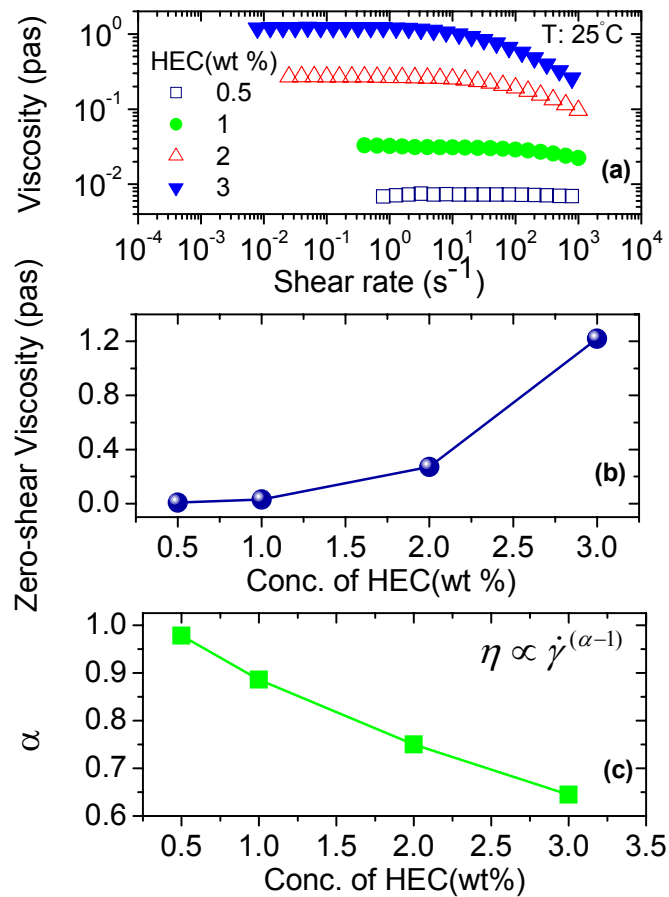 Viscosity (pas)
10^0
10^-1
10^-2
T: 25°C
HEC(wt %)
0.5
1
2
3
(a)
10^-4 10^-3 10^-2 10^-1 10^0 10^1 10^2 10^3 10^4
Shear rate (s^-1)
Zero-shear Viscosity (pas)
1.2
0.8
0.4
0.0
(b)
0.5 1.0 1.5 2.0 2.5 3.0
Conc. of HEC(wt %)
α
1.0
0.9
0.8
0.7
0.6
η ∝ γ̇^(α−1)
(c)
0.5 1.0 1.5 2.0 2.5 3.0 3.5
Conc. of HEC(wt%)